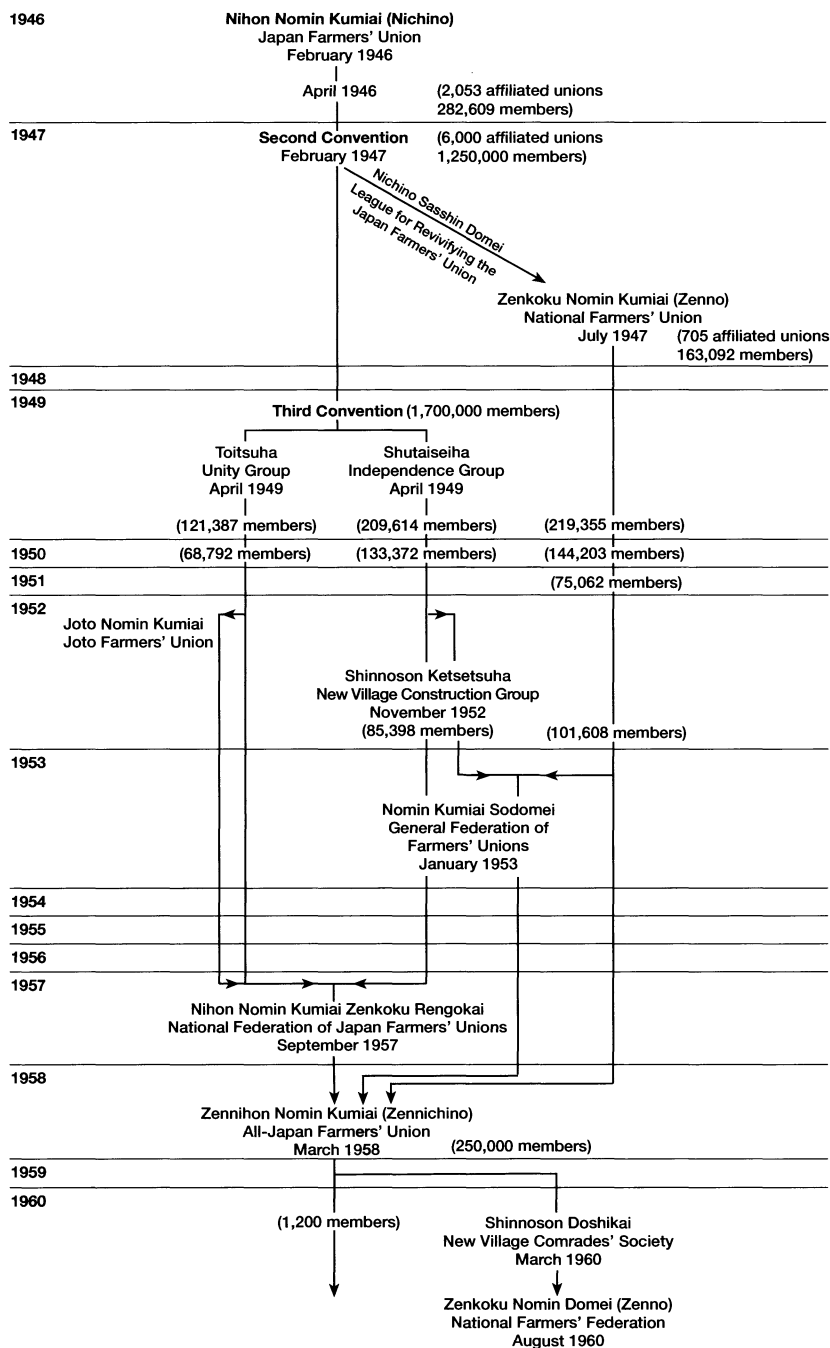 1946
Nihon Nomin Kumiai (Nichino)
Japan Farmers' Union
February 1946
April 1946
(2,053 affiliated unions
282,609 members)
1947
Second Convention
February 1947
(6,000 affiliated unions
1,250,000 members)
Nichino Sasshin Domei
League for Revivifying the
Japan Farmers' Union
Zenkoku Nomin Kumiai (Zenno)
National Farmers' Union
July 1947
(705 affiliated unions
163,092 members)
1948
1949
Third Convention (1,700,000 members)
Toitsuha
Unity Group
April 1949
Shutaiseiha
Independence Group
April 1949
(121,387 members)
(209,614 members)
(219,355 members)
1950
(68,792 members)
(133,372 members)
(144,203 members)
1951
(75,062 members)
1952
Joto Nomin Kumiai
Joto Farmers' Union
Shinnoson Ketsetsuha
New Village Construction Group
November 1952
(85,398 members)
(101,608 members)
1953
Nomin Kumiai Sodomei
General Federation of
Farmers' Unions
January 1953
1954
1955
1956
1957
Nihon Nomin Kumiai Zenkoku Rengokai
National Federation of Japan Farmers' Unions
September 1957
1958
Zennihon Nomin Kumiai (Zennichino)
All-Japan Farmers' Union
March 1958
(250,000 members)
1959
1960
(1,200 members)
Shinnoson Doshikai
New Village Comrades' Society
March 1960
Zenkoku Nomin Domei (Zenno)
National Farmers' Federation
August 1960